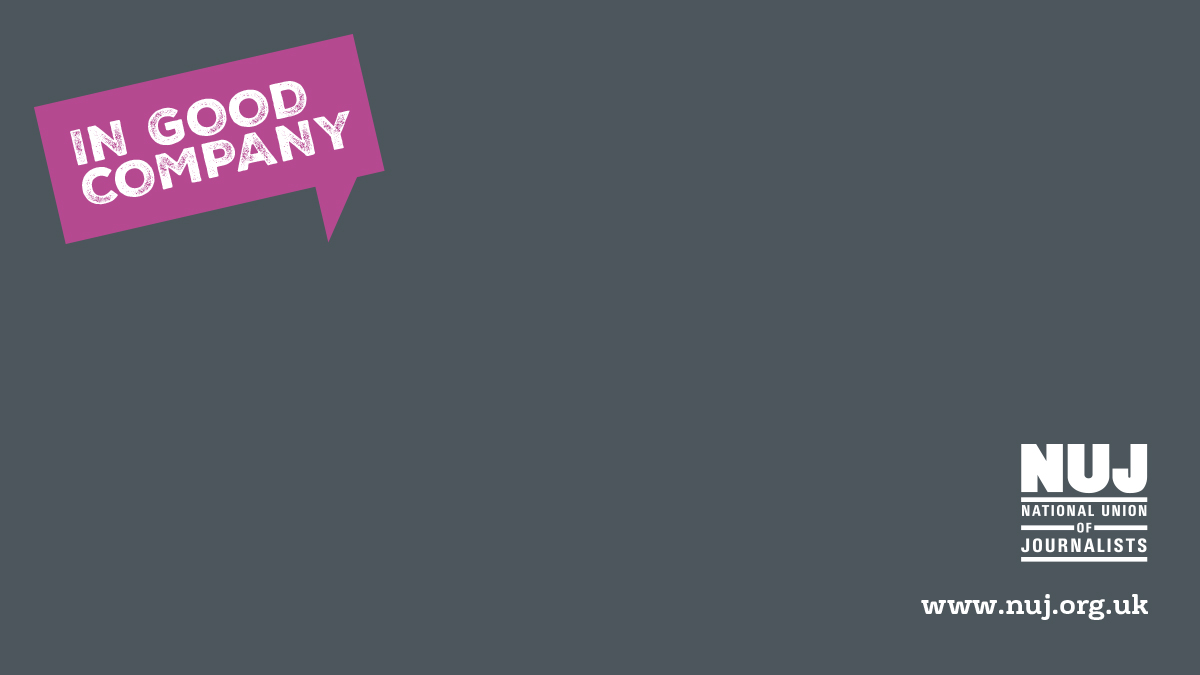 IN GOOD
COMPANY
NUJ
NATIONAL UNION
OF
JOURNALISTS
www.nuj.org.uk